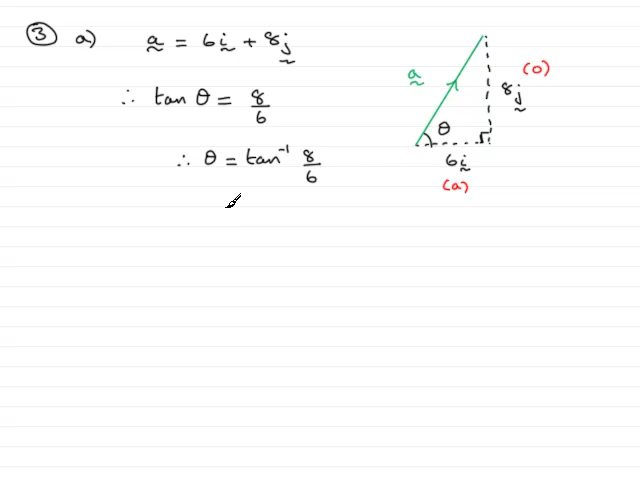 ③ a) a = 6i + 8j
∴ tan θ = 8/6
∴ θ = tan⁻¹ 8/6
a
(o)
8j
θ
6i
(a)